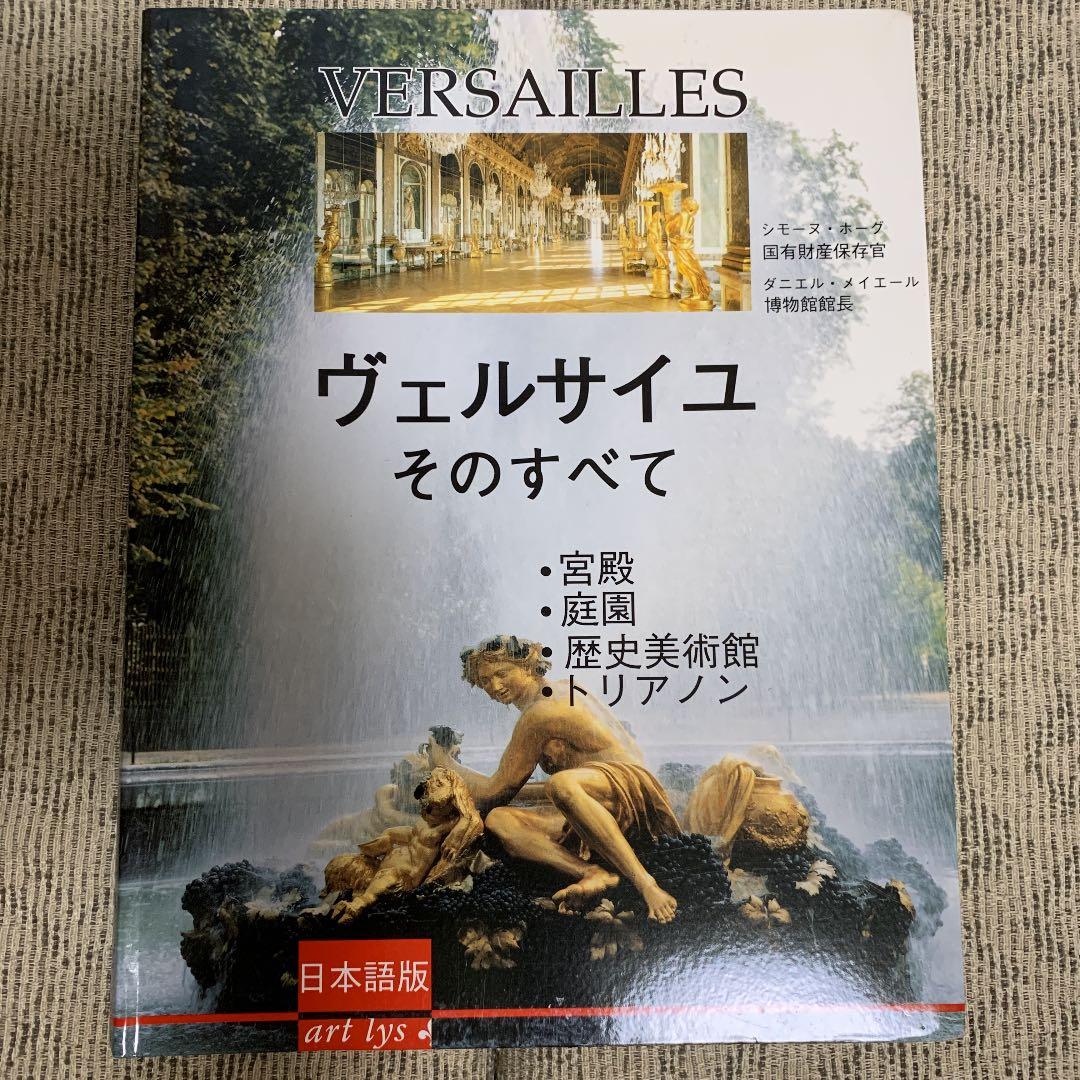 VERSAILLES
シモーヌ・ホーグ
国有財産保存官
ダニエル・メイエール
博物館館長
ヴェルサイユ
そのすべて
•宮殿
•庭園
•歴史美術館
•トリアノン
日本語版
art lys